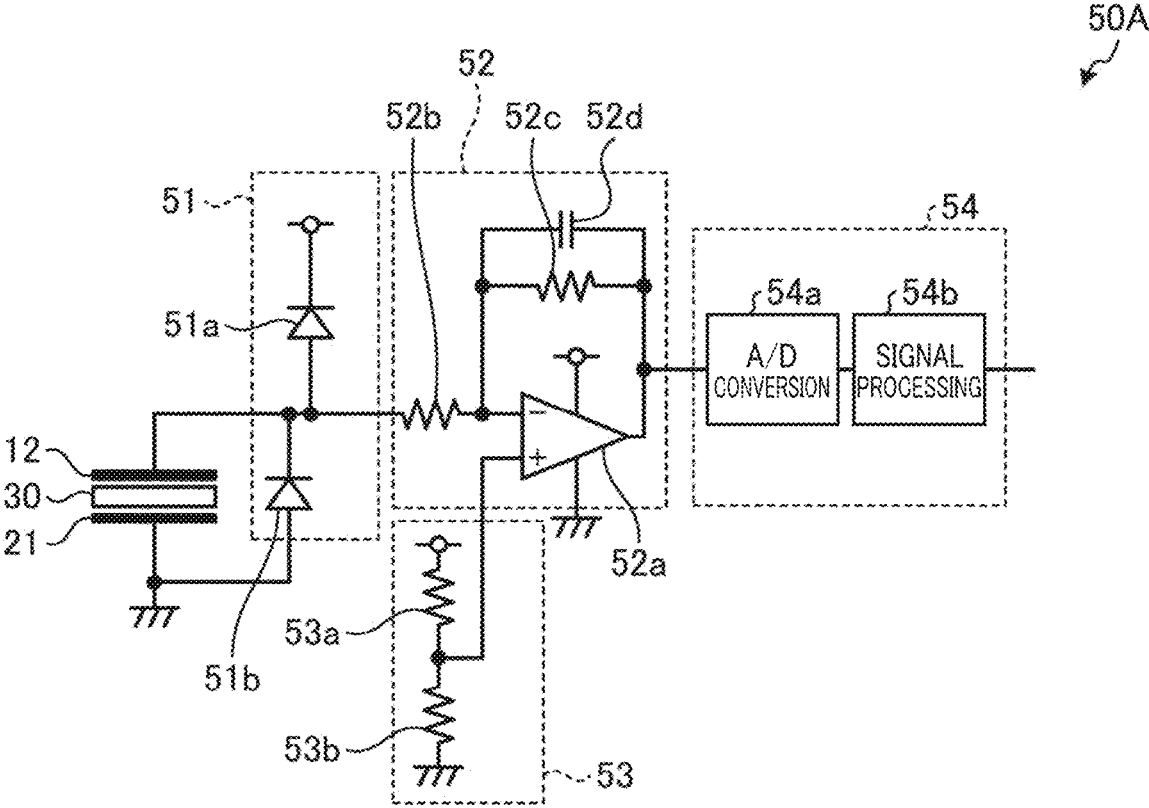 50A
52
52b
52c
52d
51
54
51a
54a
54b
A/D
CONVERSION
SIGNAL
PROCESSING
−
+
12
30
21
52a
53a
51b
53b
53